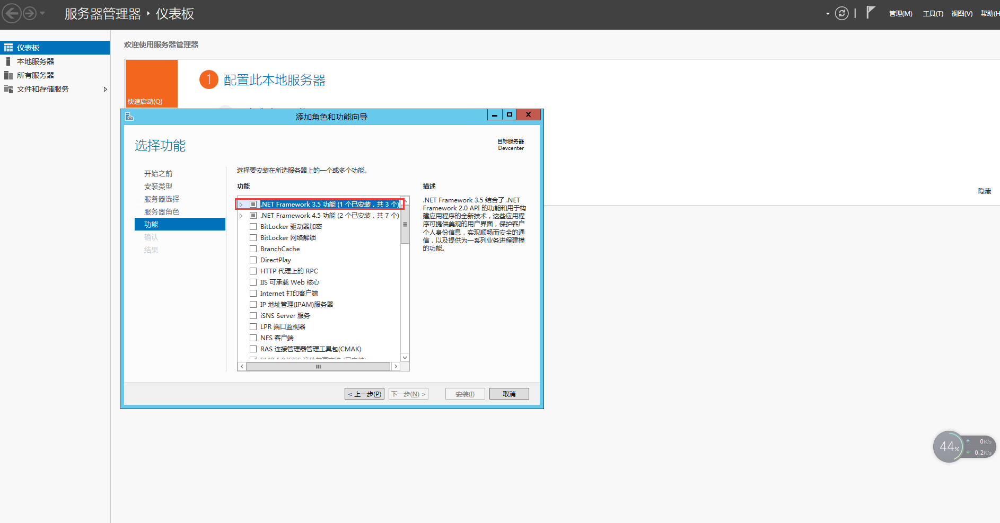 服务器管理器 ‣ 仪表板
管理(M) 工具(T) 视图(V) 帮助(H
仪表板
本地服务器
所有服务器
文件和存储服务
欢迎使用服务器管理器
快速启动(Q)
1 配置此本地服务器
隐藏
添加角色和功能向导
选择功能
目标服务器
Devcenter
开始之前
安装类型
服务器选择
服务器角色
功能
确认
结果
选择要安装在所选服务器上的一个或多个功能。
功能
.NET Framework 3.5 功能 (1 个已安装，共 3 个)
.NET Framework 4.5 功能 (2 个已安装，共 7 个)
BitLocker 驱动器加密
BitLocker 网络解锁
BranchCache
DirectPlay
HTTP 代理上的 RPC
IIS 可承载 Web 核心
Internet 打印客户端
IP 地址管理(IPAM)服务器
iSNS Server 服务
LPR 端口监视器
NFS 客户端
RAS 连接管理器管理工具包(CMAK)
SMB 1.0/CIFS 文件共享支持 (已安装)
描述
.NET Framework 3.5 结合了 .NET
Framework 2.0 API 的功能和用于构
建应用程序的全新技术，这些应用程
序可提供美观的用户界面，保护客户
个人身份信息，实现顺畅而安全的通
信，以及提供为一系列业务进程建模
的功能。
< 上一步(P) 下一步(N) > 安装(I) 取消
44%
0K/s
0.2K/s